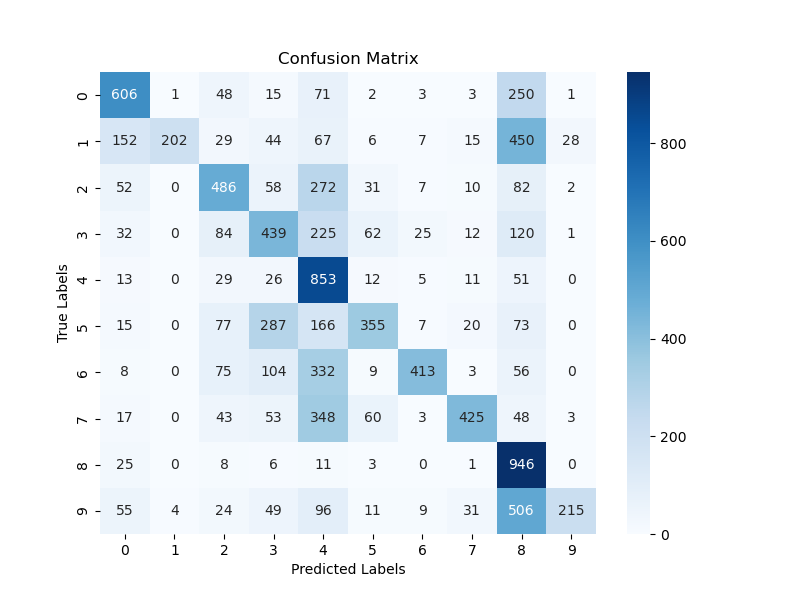 Confusion Matrix
0 606 1 48 15 71 2 3 3 250 1
1 152 202 29 44 67 6 7 15 450 28
2 52 0 486 58 272 31 7 10 82 2
3 32 0 84 439 225 62 25 12 120 1
4 13 0 29 26 853 12 5 11 51 0
5 15 0 77 287 166 355 7 20 73 0
6 8 0 75 104 332 9 413 3 56 0
7 17 0 43 53 348 60 3 425 48 3
8 25 0 8 6 11 3 0 1 946 0
9 55 4 24 49 96 11 9 31 506 215
0 1 2 3 4 5 6 7 8 9
Predicted Labels
True Labels
800
600
400
200
0